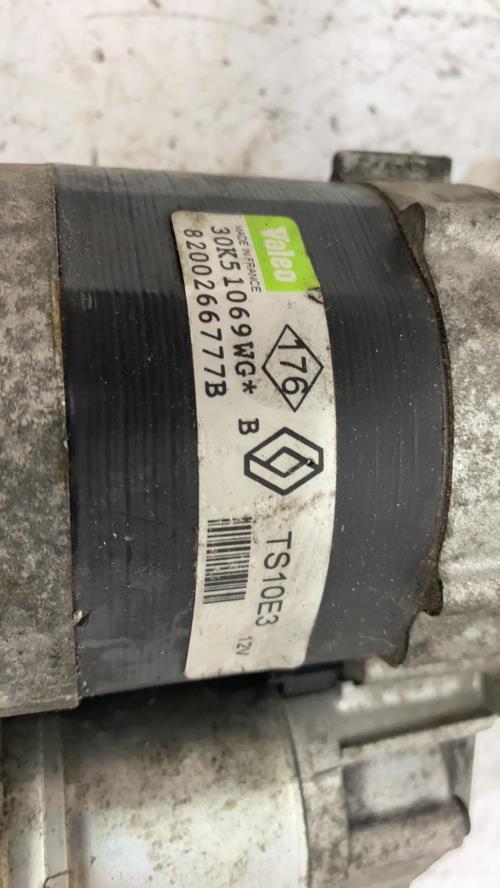 Valeo
MADE IN FRANCE
30K51069WG*
8200266777B
176
B
TS10E3
12V